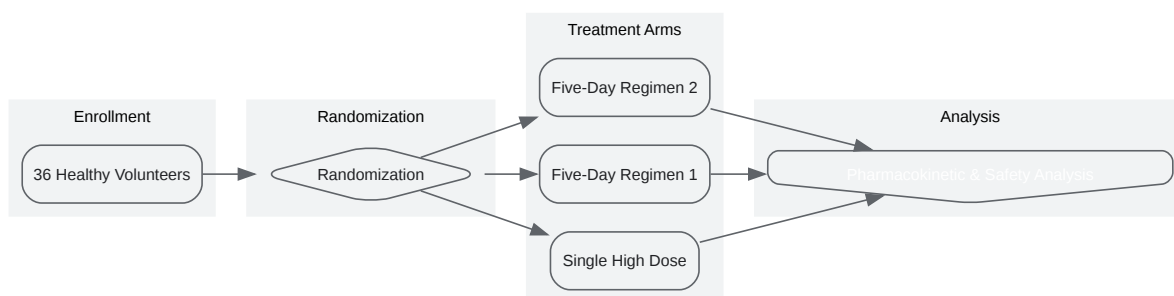 Treatment Arms
Five-Day Regimen 2
Enrollment
Randomization
Analysis
36 Healthy Volunteers
Randomization
Five-Day Regimen 1
Pharmacokinetic & Safety Analysis
Single High Dose